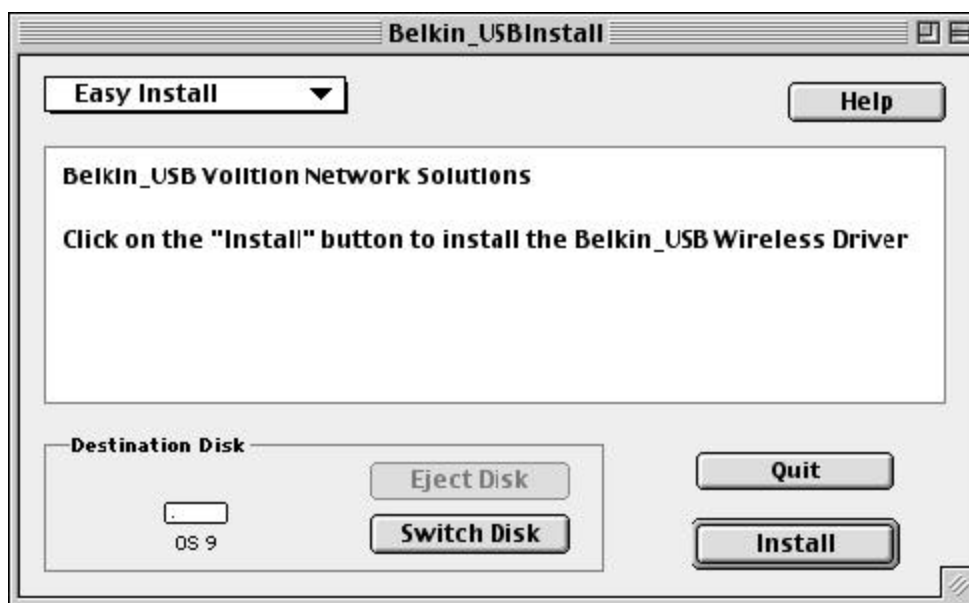 Belkin_USBInstall
Easy Install
Help
Belkin_USB Volition Network Solutions
Click on the "Install" button to install the Belkin_USB Wireless Driver
Destination Disk
Eject Disk
Quit
OS 9
Switch Disk
Install